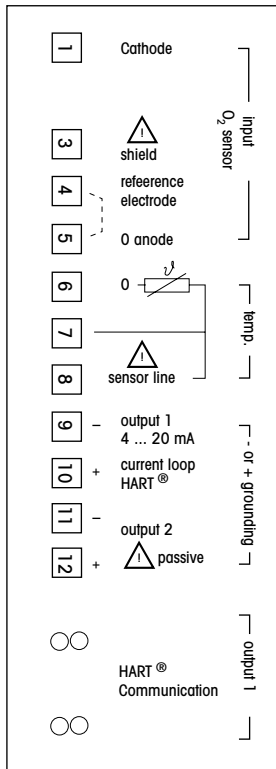 1 Cathode
3 shield
4 refeerence
electrode
5 0 anode
input
O2 sensor
6 0 ϑ
7
8 sensor line
temp.
9 – output 1
4 ... 20 mA
10 + current loop
HART ®
11 –
output 2
12 + passive
- or + grounding
HART ®
Communication
output 1